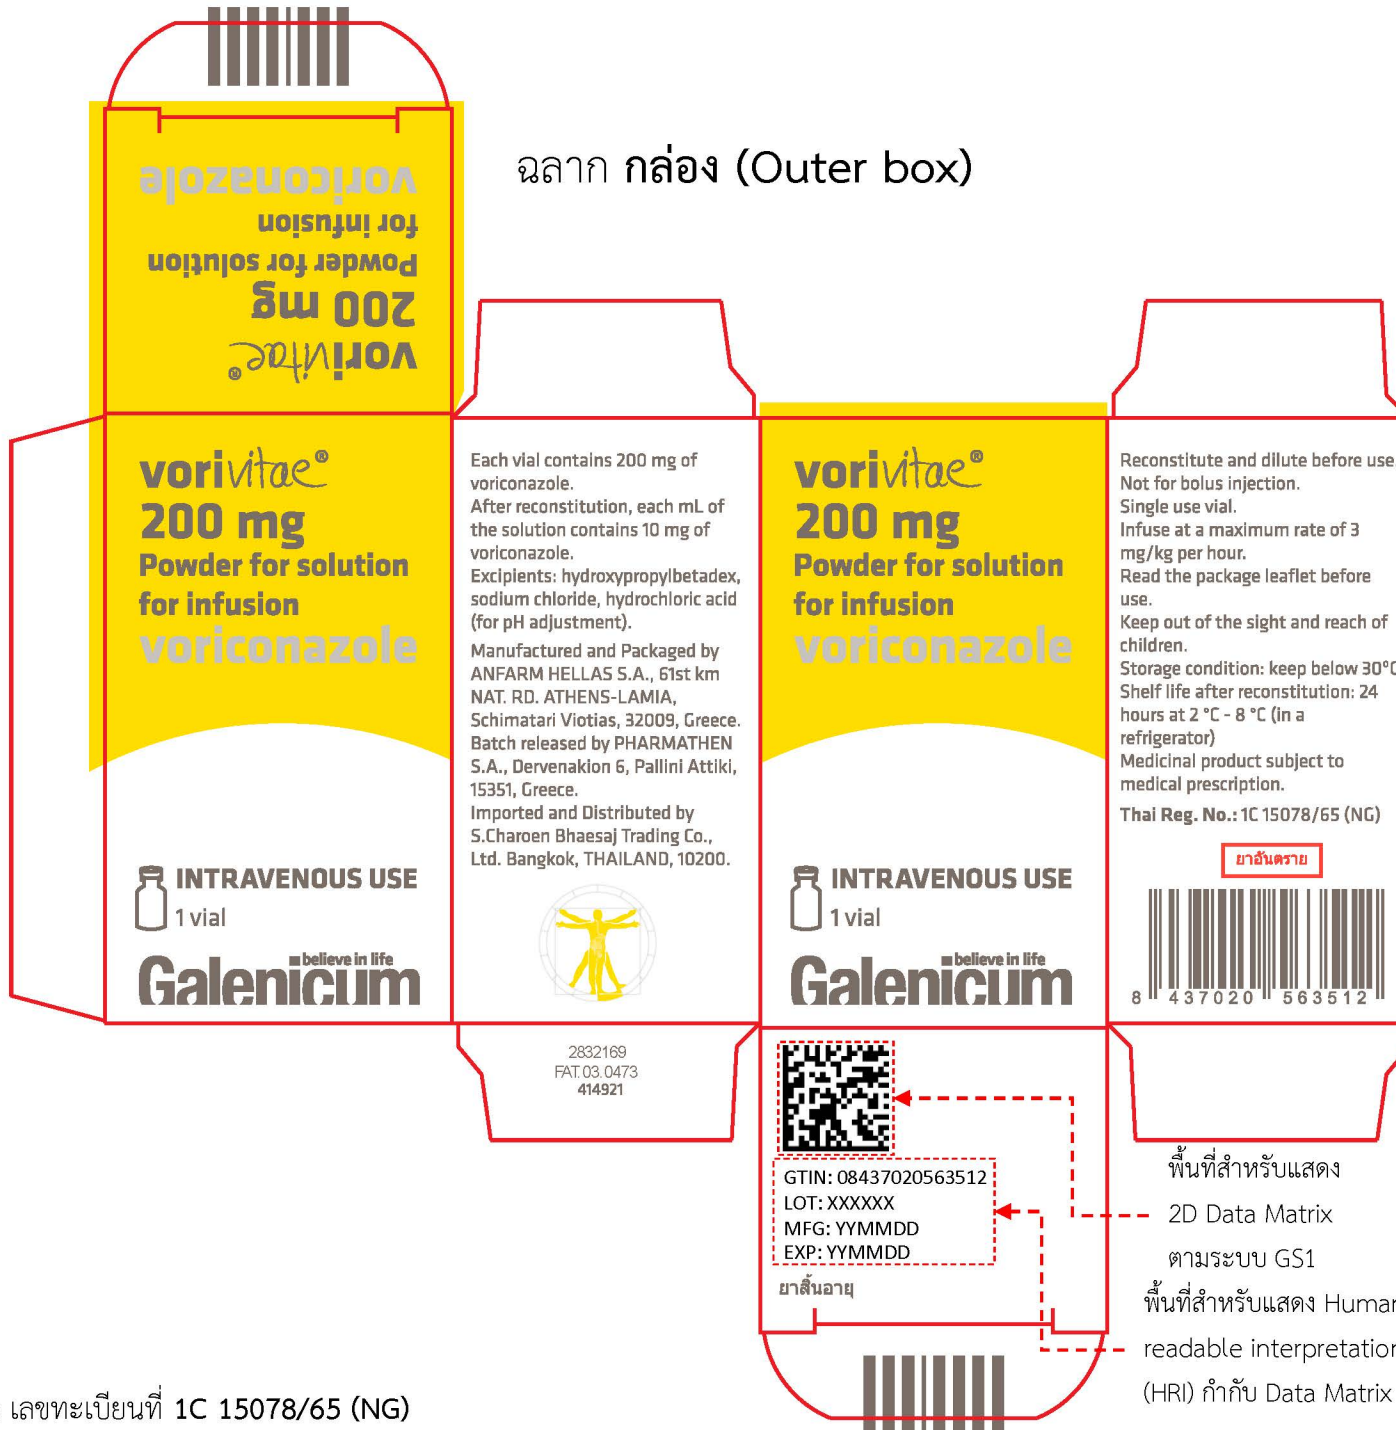 ฉลาก กล่อง (Outer box)
vorivitae®
200 mg
Powder for solution
for infusion
voriconazole
vorivitae®
200 mg
Powder for solution
for infusion
voriconazole
INTRAVENOUS USE
1 vial
Galenicum
believe in life
Each vial contains 200 mg of
voriconazole.
After reconstitution, each mL of
the solution contains 10 mg of
voriconazole.
Excipients: hydroxypropylbetadex,
sodium chloride, hydrochloric acid
(for pH adjustment).
Manufactured and Packaged by
ANFARM HELLAS S.A., 61st km
NAT. RD. ATHENS-LAMIA,
Schimatari Viotias, 32009, Greece.
Batch released by PHARMATHEN
S.A., Dervenakion 6, Pallini Attiki,
15351, Greece.
Imported and Distributed by
S.Charoen Bhaesaj Trading Co.,
Ltd. Bangkok, THAILAND, 10200.
2832169
FAT. 03. 0473
414921
vorivitae®
200 mg
Powder for solution
for infusion
voriconazole
INTRAVENOUS USE
1 vial
Galenicum
believe in life
Reconstitute and dilute before use
Not for bolus injection.
Single use vial.
Infuse at a maximum rate of 3
mg/kg per hour.
Read the package leaflet before
use.
Keep out of the sight and reach of
children.
Storage condition: keep below 30°C
Shelf life after reconstitution: 24
hours at 2 °C - 8 °C (in a
refrigerator)
Medicinal product subject to
medical prescription.
Thai Reg. No.: 1C 15078/65 (NG)
ยาอันตราย
8 437020 563512
GTIN: 08437020563512
LOT: XXXXXX
MFG: YYMMDD
EXP: YYMMDD
ยาสิ้นอายุ
พื้นที่สำหรับแสดง
2D Data Matrix
ตามระบบ GS1
พื้นที่สำหรับแสดง Human
readable interpretation
(HRI) กำกับ Data Matrix
เลขทะเบียนที่ 1C 15078/65 (NG)